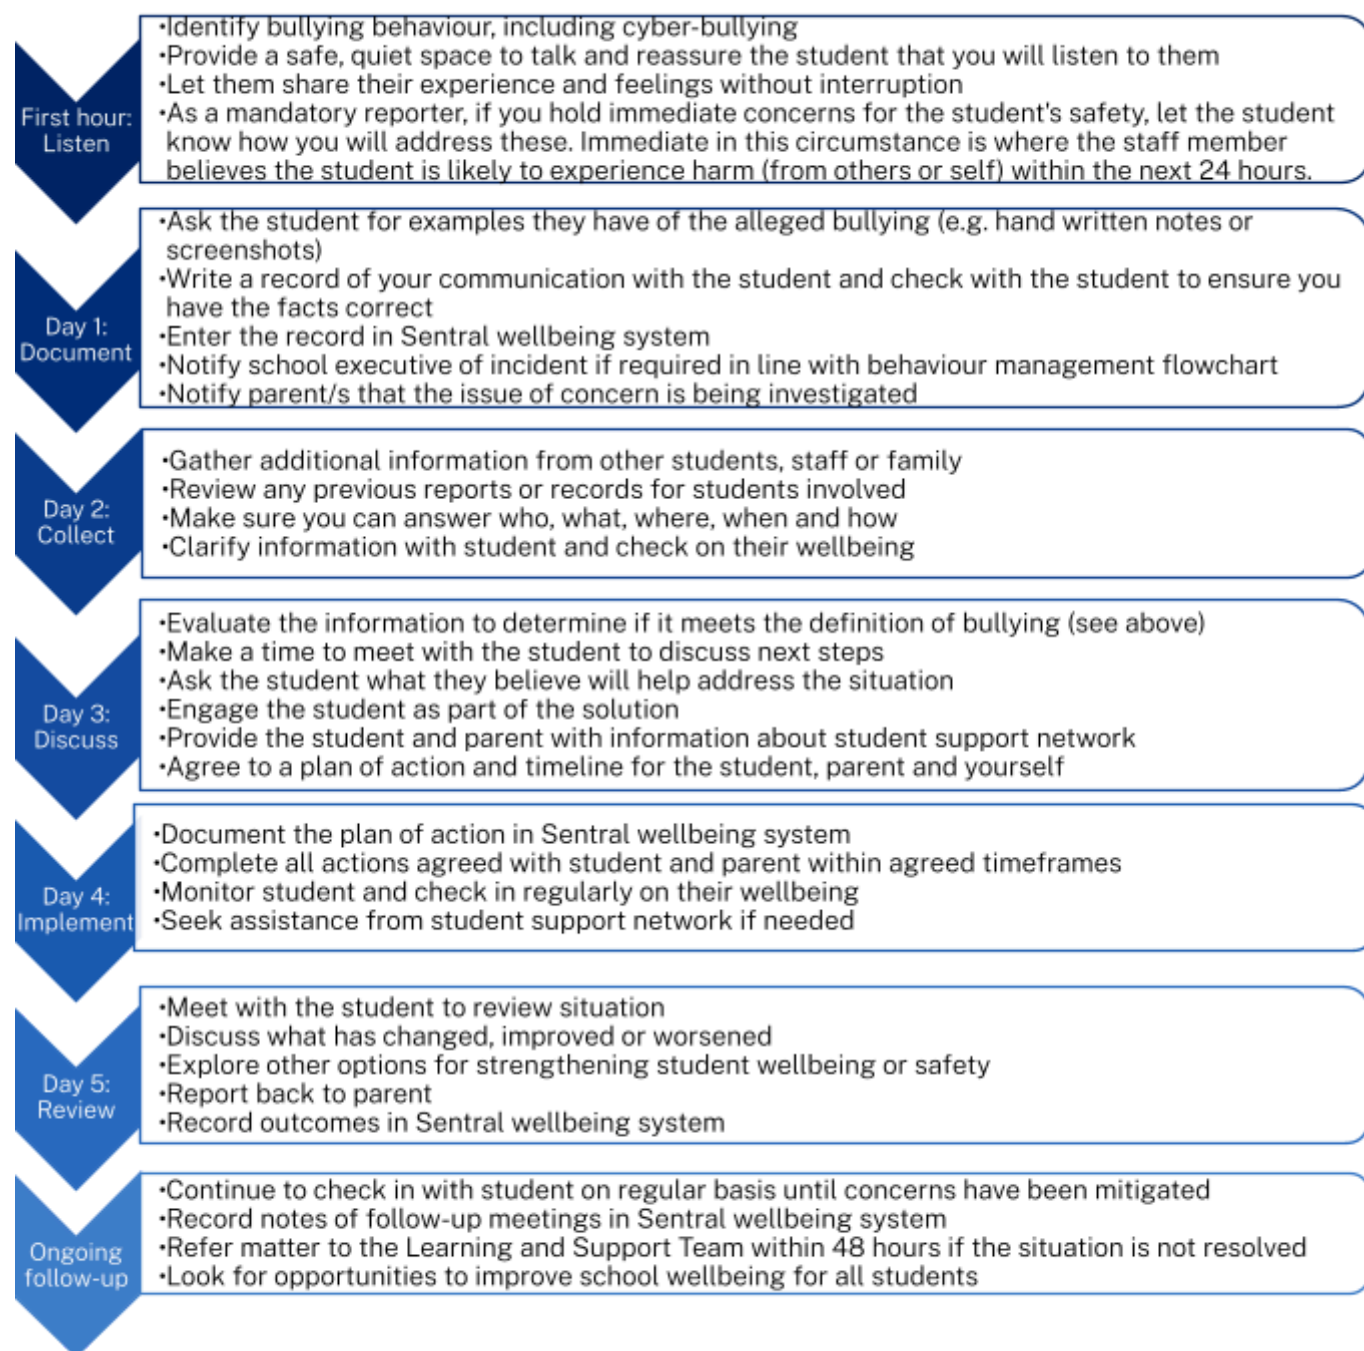 First hour:
Listen
•Identify bullying behaviour, including cyber-bullying
•Provide a safe, quiet space to talk and reassure the student that you will listen to them
•Let them share their experience and feelings without interruption
•As a mandatory reporter, if you hold immediate concerns for the student's safety, let the student
know how you will address these. Immediate in this circumstance is where the staff member
believes the student is likely to experience harm (from others or self) within the next 24 hours.
Day 1:
Document
•Ask the student for examples they have of the alleged bullying (e.g. hand written notes or
screenshots)
•Write a record of your communication with the student and check with the student to ensure you
have the facts correct
•Enter the record in Sentral wellbeing system
•Notify school executive of incident if required in line with behaviour management flowchart
•Notify parent/s that the issue of concern is being investigated
Day 2:
Collect
•Gather additional information from other students, staff or family
•Review any previous reports or records for students involved
•Make sure you can answer who, what, where, when and how
•Clarify information with student and check on their wellbeing
Day 3:
Discuss
•Evaluate the information to determine if it meets the definition of bullying (see above)
•Make a time to meet with the student to discuss next steps
•Ask the student what they believe will help address the situation
•Engage the student as part of the solution
•Provide the student and parent with information about student support network
•Agree to a plan of action and timeline for the student, parent and yourself
Day 4:
Implement
•Document the plan of action in Sentral wellbeing system
•Complete all actions agreed with student and parent within agreed timeframes
•Monitor student and check in regularly on their wellbeing
•Seek assistance from student support network if needed
Day 5:
Review
•Meet with the student to review situation
•Discuss what has changed, improved or worsened
•Explore other options for strengthening student wellbeing or safety
•Report back to parent
•Record outcomes in Sentral wellbeing system
Ongoing
follow-up
•Continue to check in with student on regular basis until concerns have been mitigated
•Record notes of follow-up meetings in Sentral wellbeing system
•Refer matter to the Learning and Support Team within 48 hours if the situation is not resolved
•Look for opportunities to improve school wellbeing for all students